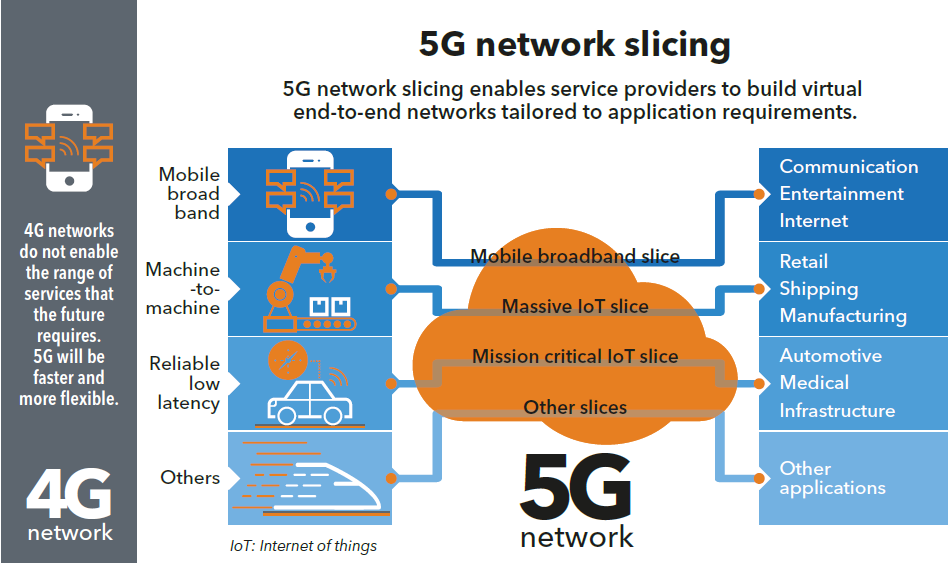 5G network slicing
5G network slicing enables service providers to build virtual
end-to-end networks tailored to application requirements.
4G networks
do not enable
the range of
services that
the future
requires.
5G will be
faster and
more flexible.
4G
network
Mobile
broad
band
Machine
-to-
machine
Reliable
low
latency
Others
Mobile broadband slice
Massive IoT slice
Mission critical IoT slice
Other slices
5G
network
Communication
Entertainment
Internet
Retail
Shipping
Manufacturing
Automotive
Medical
Infrastructure
Other
applications
IoT: Internet of things